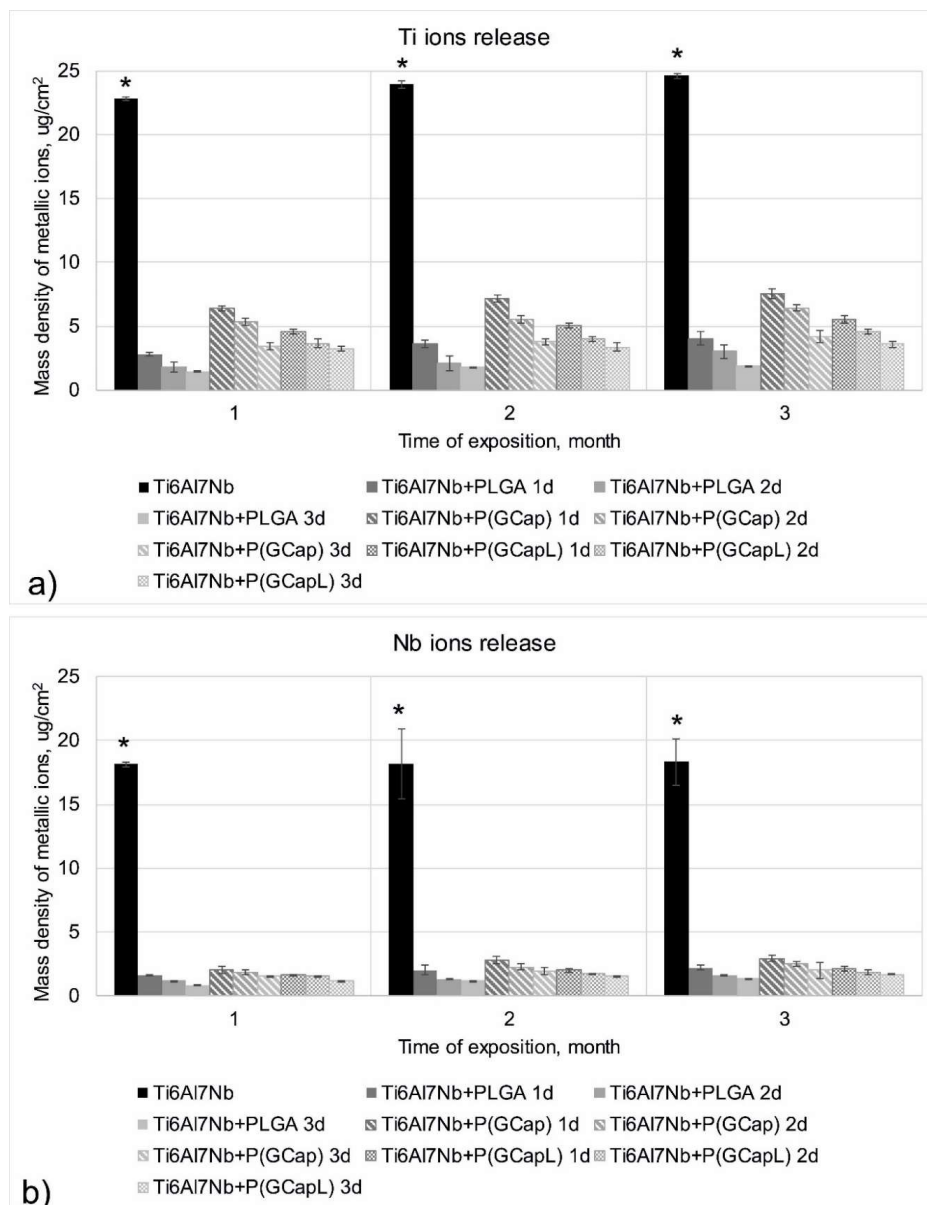 Ti ions release
Mass density of metallic ions, ug/cm²
25
20
15
10
5
0
*
*
*
1
2
3
Time of exposition, month
Ti6Al7Nb
Ti6Al7Nb+PLGA 1d
Ti6Al7Nb+PLGA 2d
Ti6Al7Nb+PLGA 3d
Ti6Al7Nb+P(GCap) 1d
Ti6Al7Nb+P(GCap) 2d
Ti6Al7Nb+P(GCap) 3d
Ti6Al7Nb+P(GCapL) 1d
Ti6Al7Nb+P(GCapL) 2d
Ti6Al7Nb+P(GCapL) 3d
a)
Nb ions release
Mass density of metallic ions, ug/cm²
25
20
15
10
5
0
*
*
*
1
2
3
Time of exposition, month
Ti6Al7Nb
Ti6Al7Nb+PLGA 1d
Ti6Al7Nb+PLGA 2d
Ti6Al7Nb+PLGA 3d
Ti6Al7Nb+P(GCap) 1d
Ti6Al7Nb+P(GCap) 2d
Ti6Al7Nb+P(GCap) 3d
Ti6Al7Nb+P(GCapL) 1d
Ti6Al7Nb+P(GCapL) 2d
Ti6Al7Nb+P(GCapL) 3d
b)